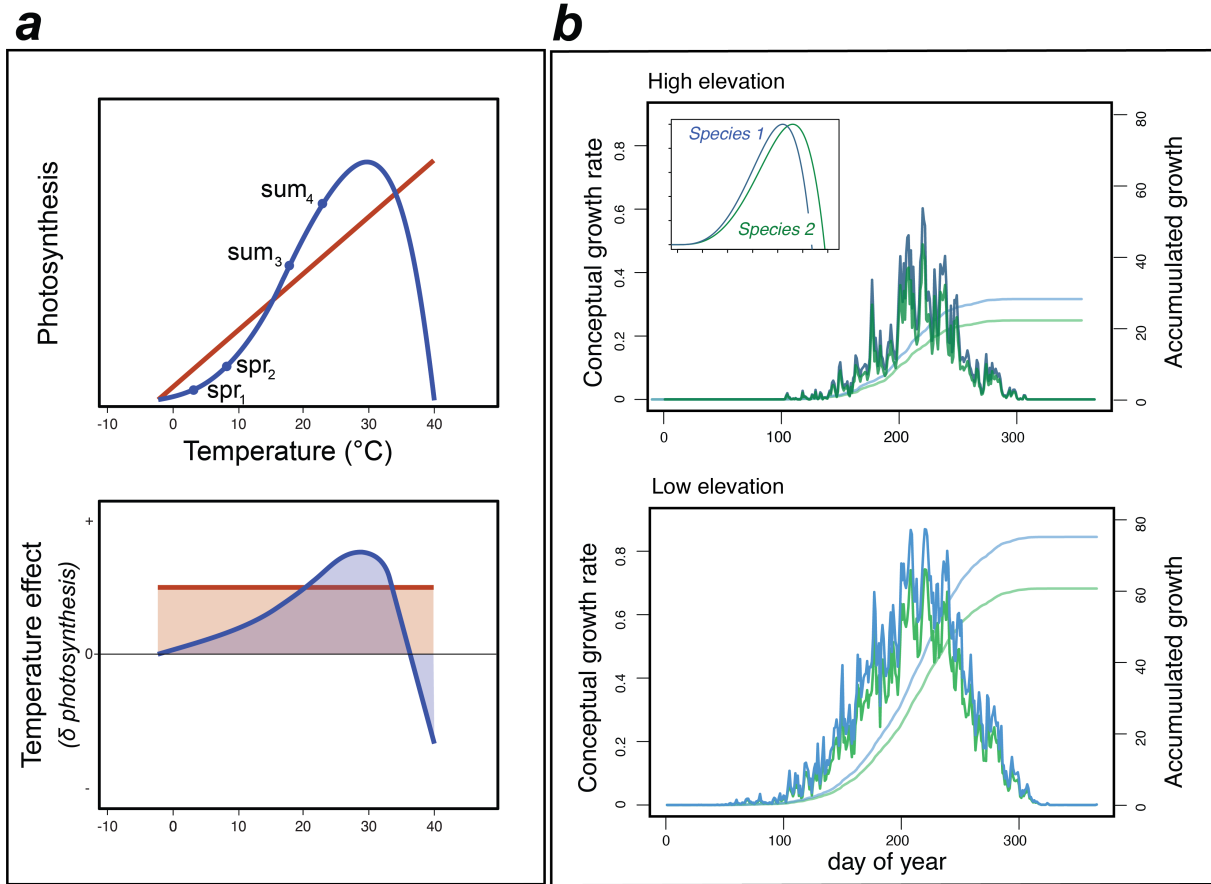 a
Photosynthesis
sum4
sum3
spr2
spr1
-10 0 10 20 30 40
Temperature (°C)
Temperature effect
(δ photosynthesis)
+
0
-
-10 0 10 20 30 40
b
High elevation
Conceptual growth rate
0 0.2 0.4 0.6 0.8
Species 1
Species 2
0 20 40 60 80
Accumulated growth
0 100 200 300
Low elevation
Conceptual growth rate
0 0.2 0.4 0.6 0.8
0 20 40 60 80
Accumulated growth
0 100 200 300
day of year